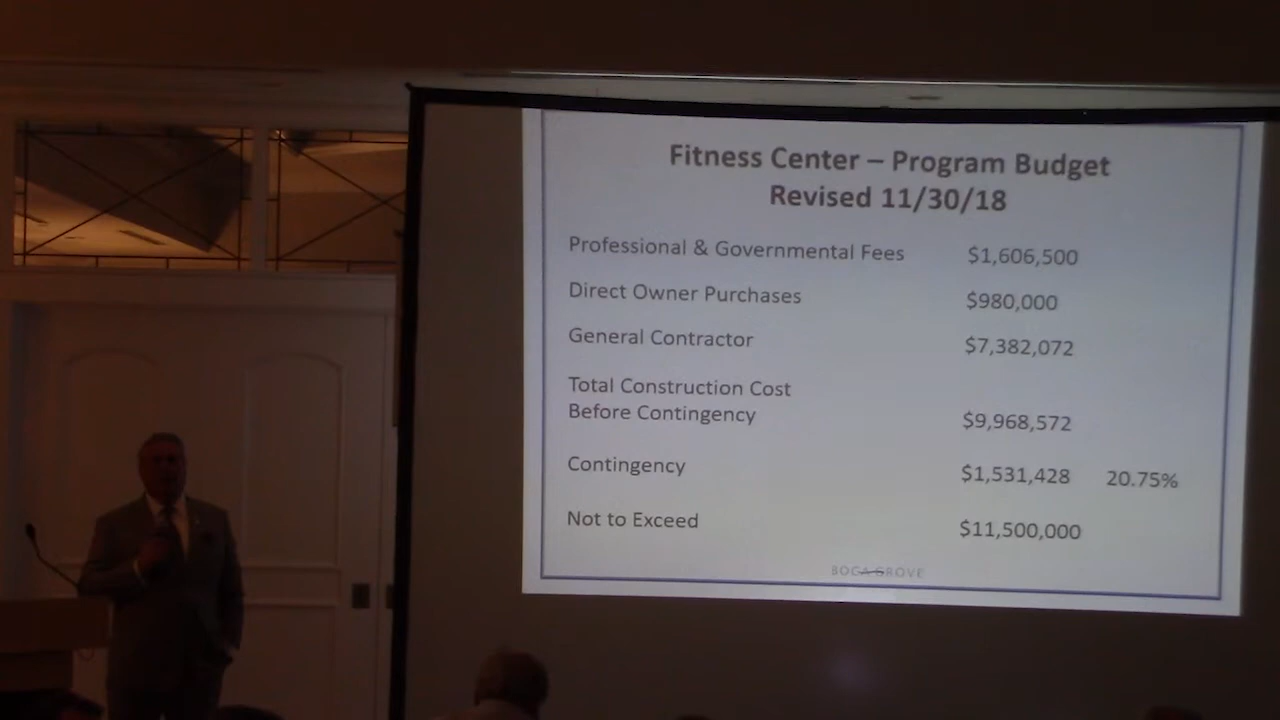 Fitness Center – Program Budget
Revised 11/30/18
Professional & Governmental Fees $1,606,500
Direct Owner Purchases $980,000
General Contractor $7,382,072
Total Construction Cost
Before Contingency $9,968,572
Contingency $1,531,428 20.75%
Not to Exceed $11,500,000
BOCA GROVE